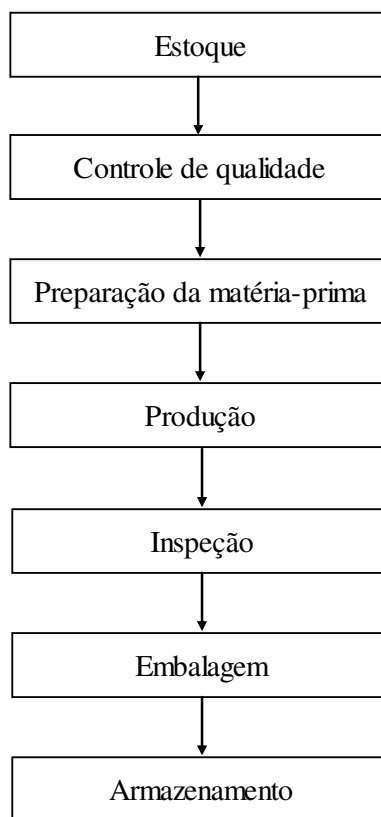 Estoque
Controle de qualidade
Preparação da matéria-prima
Produção
Inspeção
Embalagem
Armazenamento